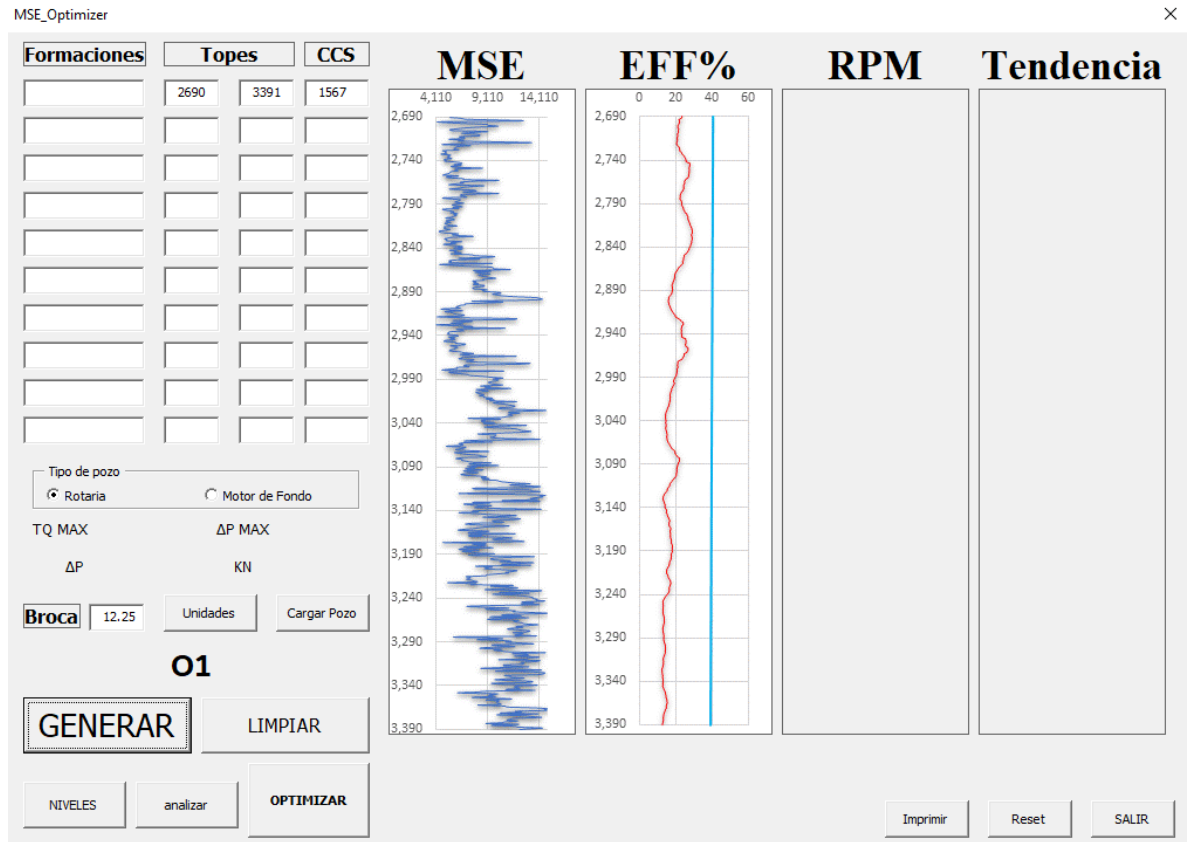 MSE_Optimizer
Formaciones Topes CCS
2690 3391 1567
Tipo de pozo
Rotaria Motor de Fondo
TQ MAX ΔP MAX
ΔP KN
Broca 12.25 Unidades Cargar Pozo
O1
GENERAR LIMPIAR
NIVELES analizar OPTIMIZAR
MSE
4,110 9,110 14,110
2,690
2,740
2,790
2,840
2,890
2,940
2,990
3,040
3,090
3,140
3,190
3,240
3,290
3,340
3,390
EFF%
0 20 40 60
2,690
2,740
2,790
2,840
2,890
2,940
2,990
3,040
3,090
3,140
3,190
3,240
3,290
3,340
3,390
RPM
Tendencia
Imprimir Reset SALIR